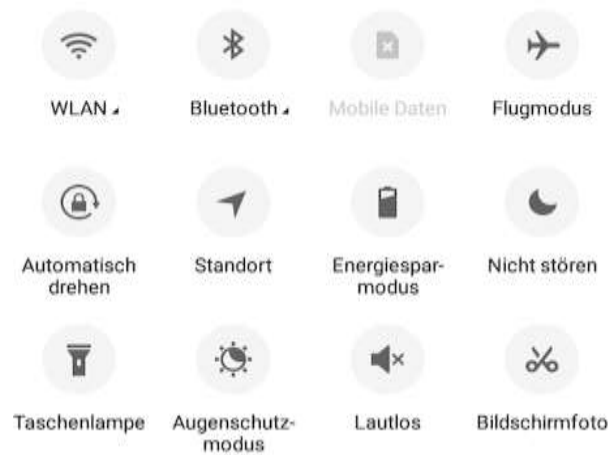 WLAN
Bluetooth
Mobile Daten
Flugmodus
Automatisch
drehen
Standort
Energiespar-
modus
Nicht stören
Taschenlampe
Augenschutz-
modus
Lautlos
Bildschirmfoto